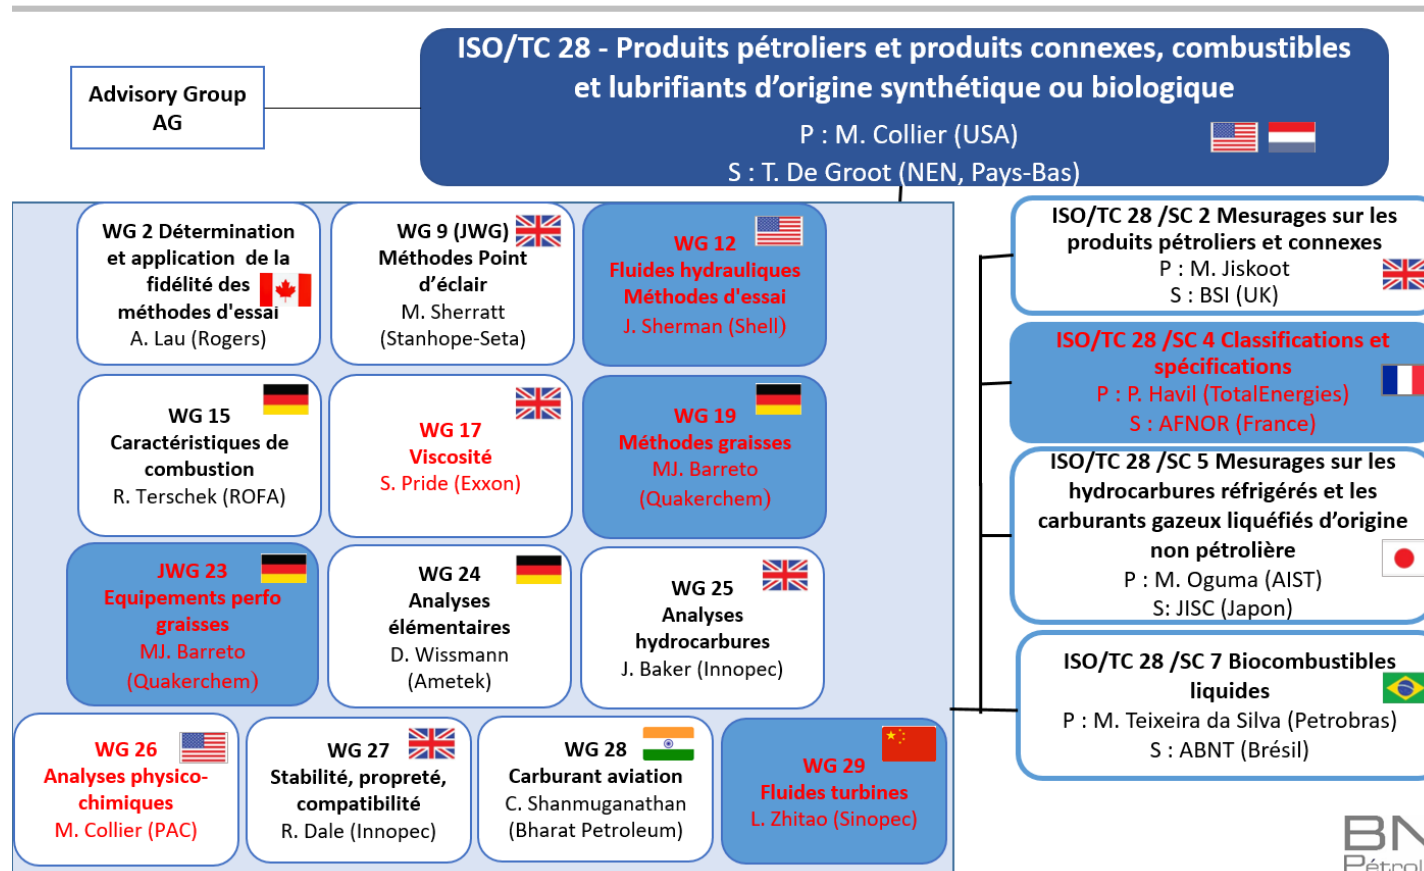 ISO/TC 28 - Produits pétroliers et produits connexes, combustibles
et lubrifiants d’origine synthétique ou biologique
P : M. Collier (USA)
S : T. De Groot (NEN, Pays-Bas)
Advisory Group
AG
WG 2 Détermination
et application de la
fidélité des
méthodes d'essai
A. Lau (Rogers)
WG 9 (JWG)
Méthodes Point
d’éclair
M. Sherratt
(Stanhope-Seta)
WG 12
Fluides hydrauliques
Méthodes d'essai
J. Sherman (Shell)
WG 15
Caractéristiques de
combustion
R. Terschek (ROFA)
WG 17
Viscosité
S. Pride (Exxon)
WG 19
Méthodes graisses
MJ. Barreto
(Quakerchem)
JWG 23
Equipements perfo
graisses
MJ. Barreto
(Quakerchem)
WG 24
Analyses
élémentaires
D. Wissmann
(Ametek)
WG 25
Analyses
hydrocarbures
J. Baker (Innopec)
WG 26
Analyses physico-
chimiques
M. Collier (PAC)
WG 27
Stabilité, propreté,
compatibilité
R. Dale (Innopec)
WG 28
Carburant aviation
C. Shanmuganathan
(Bharat Petroleum)
WG 29
Fluides turbines
L. Zhitao (Sinopec)
ISO/TC 28 /SC 2 Mesurages sur les
produits pétroliers et connexes
P : M. Jiskoot
S : BSI (UK)
ISO/TC 28 /SC 4 Classifications et
spécifications
P : P. Havil (TotalEnergies)
S : AFNOR (France)
ISO/TC 28 /SC 5 Mesurages sur les
hydrocarbures réfrigérés et les
carburants gazeux liquéfiés d’origine
non pétrolière
P : M. Oguma (AIST)
S: JISC (Japon)
ISO/TC 28 /SC 7 Biocombustibles
liquides
P : M. Teixeira da Silva (Petrobras)
S : ABNT (Brésil)